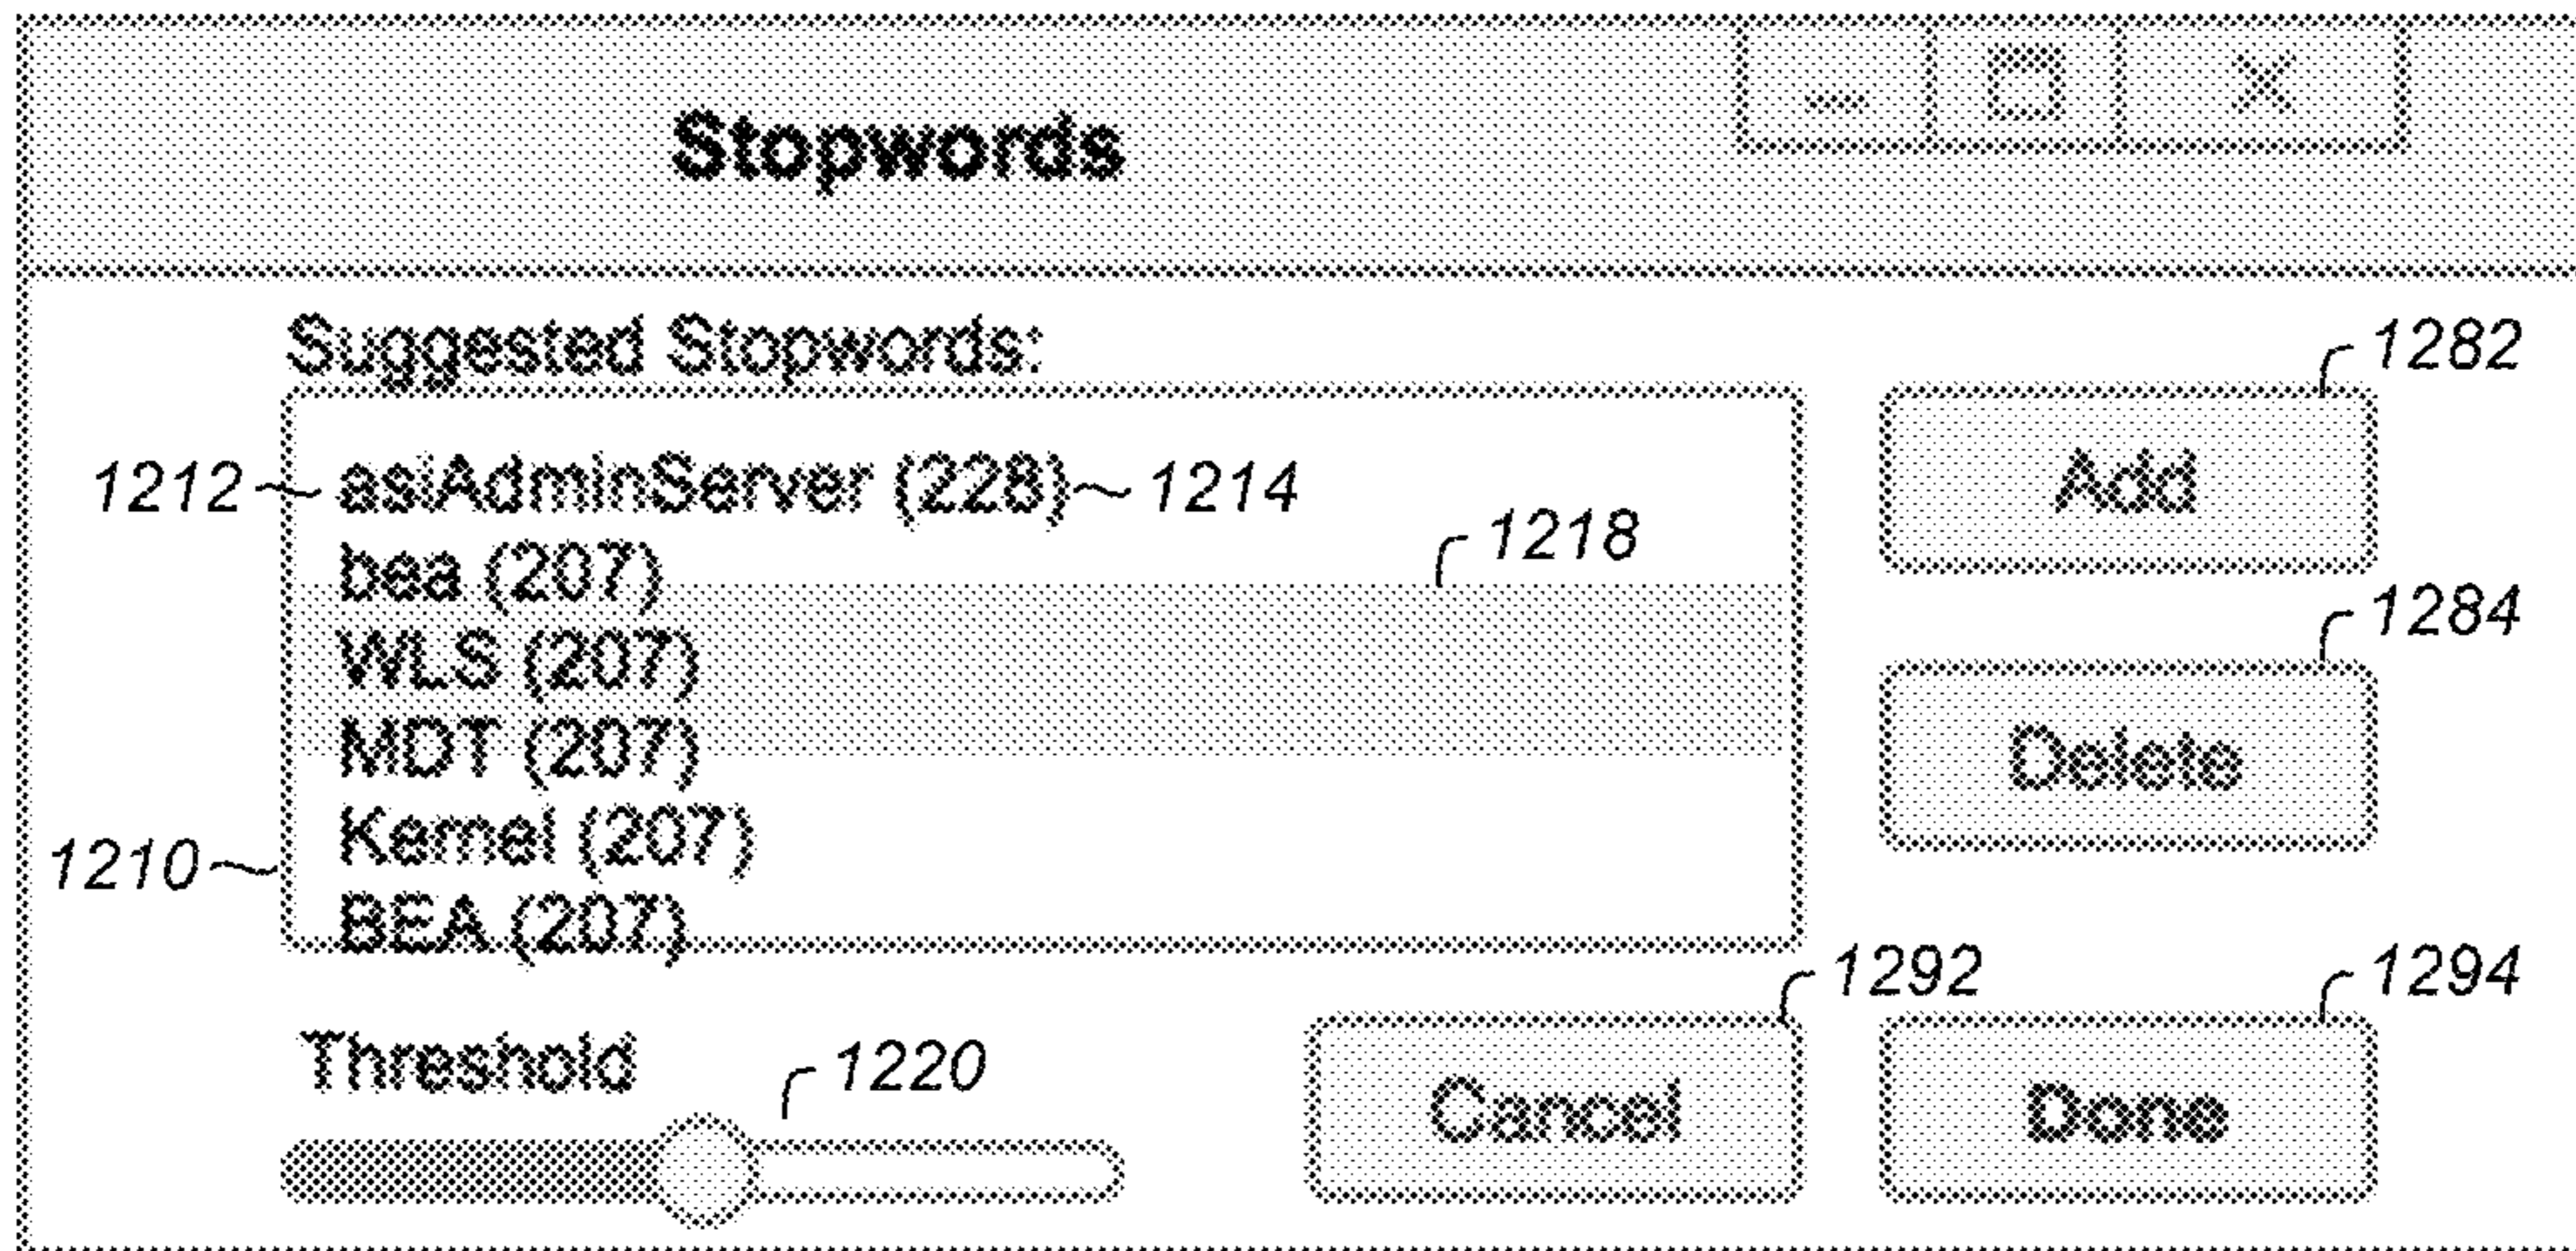 Stopwords
Suggested Stopwords:
1282
1212 asiAdminServer (228) 1214
Add
1218
bea (207)
WLS (207)
1284
MDT (207)
Delete
Kernel (207)
1210
BEA (207)
1292
1294
Threshold
1220
Cancel
Done